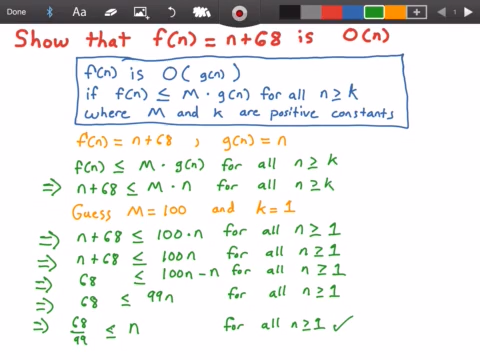 Done Aa 1
Show that f(n) = n+68 is O(n)
f(n) is O( g(n) )
if f(n) ≤ M · g(n) for all n ≥ k
where M and k are positive constants
f(n) = n+68 , g(n) = n
f(n) ≤ M · g(n) for all n ≥ k
⇒ n+68 ≤ M · n for all n ≥ k
Guess M = 100 and k = 1
⇒ n+68 ≤ 100·n for all n ≥ 1
⇒ n+68 ≤ 100n for all n ≥ 1
⇒ 68 ≤ 100n-n for all n ≥ 1
⇒ 68 ≤ 99n for all n ≥ 1
⇒ 68/99 ≤ n for all n ≥ 1 ✓